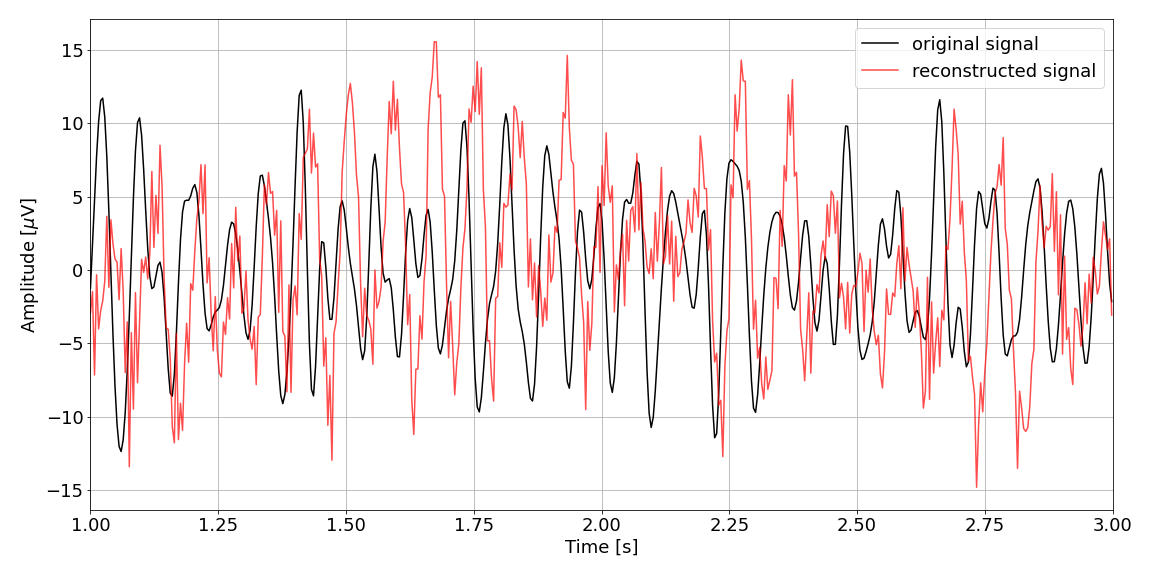 original signal
reconstructed signal
Amplitude [μV]
15
10
5
0
−5
−10
−15
1.00 1.25 1.50 1.75 2.00 2.25 2.50 2.75 3.00
Time [s]